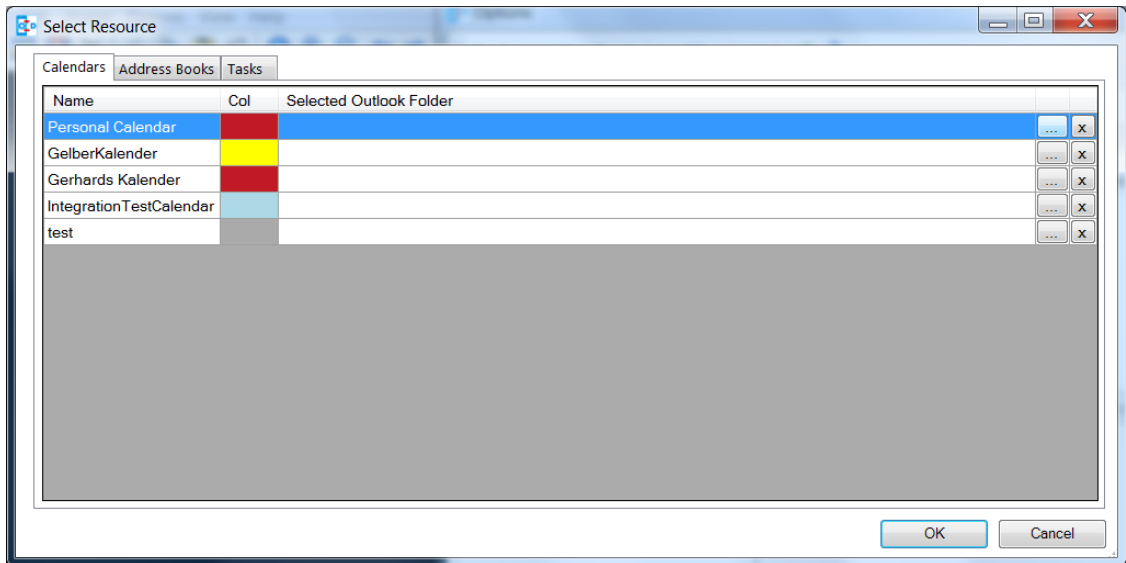 Select Resource
Calendars Address Books Tasks
Name Col Selected Outlook Folder
Personal Calendar ... x
GelberKalender ... x
Gerhards Kalender ... x
IntegrationTestCalendar ... x
test ... x
OK Cancel